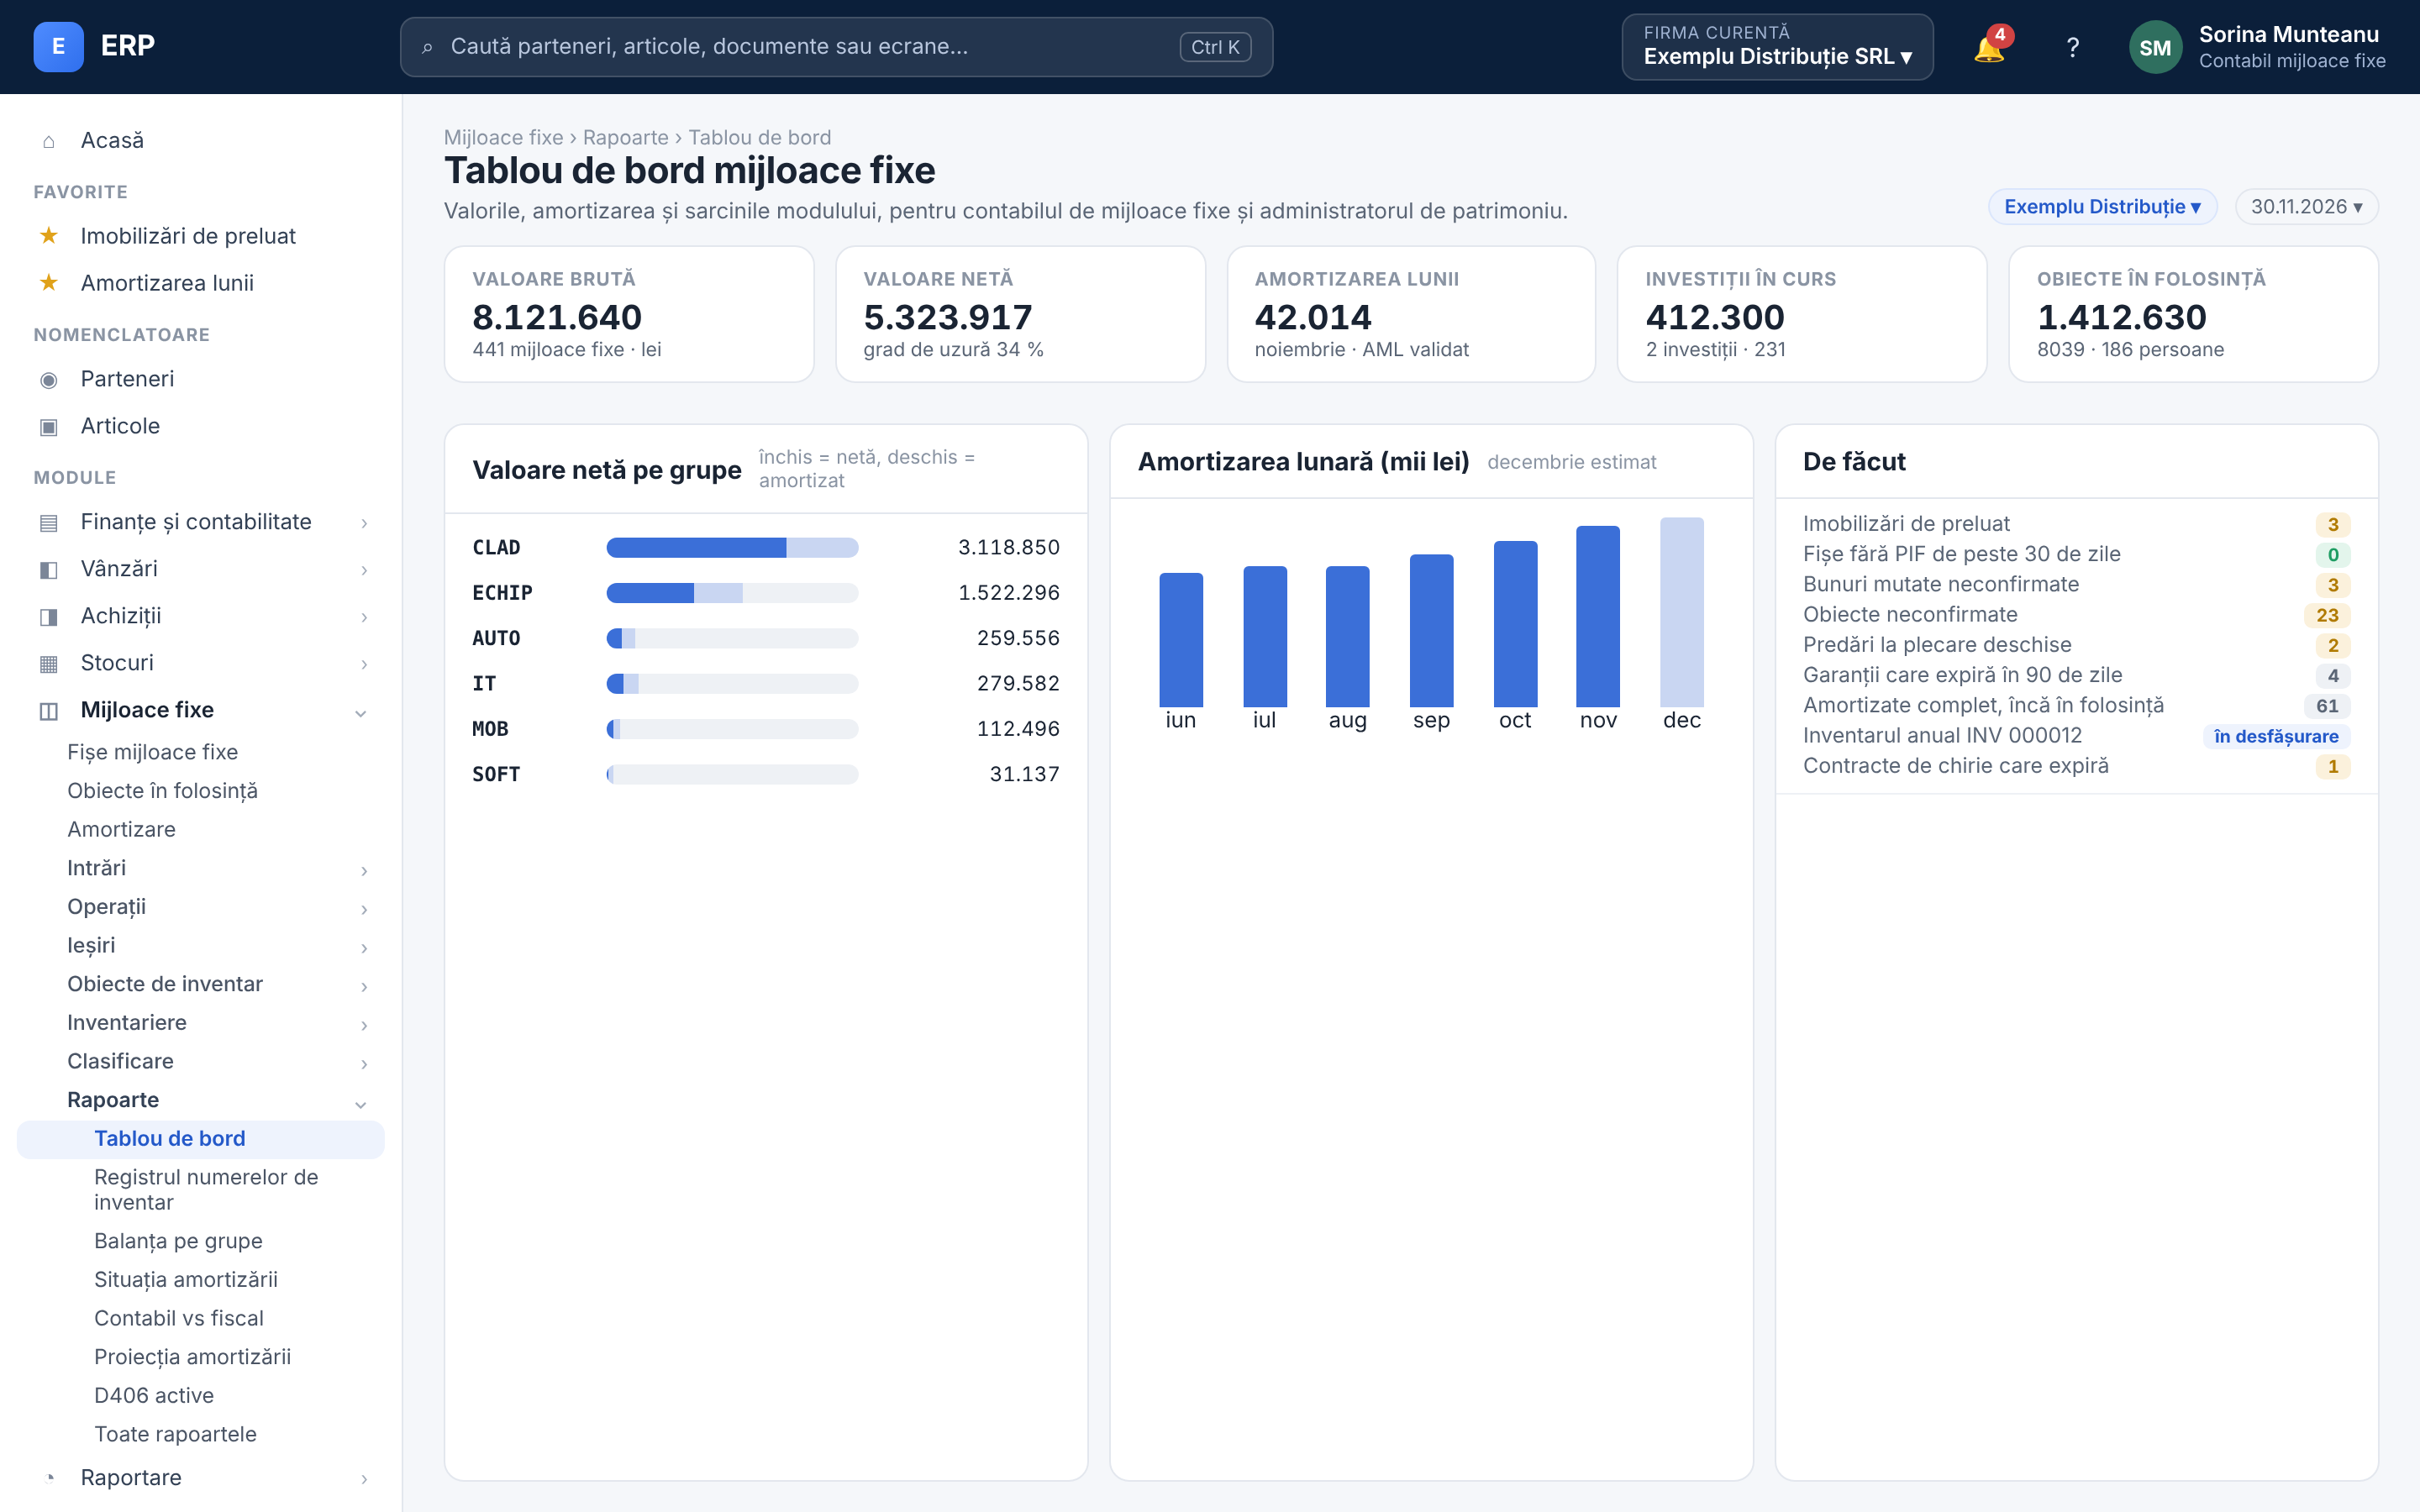 E ERP
Caută parteneri, articole, documente sau ecrane... Ctrl K
FIRMA CURENTĂ
Exemplu Distribuție SRL ▾
4
?
SM
Sorina Munteanu
Contabil mijloace fixe
Acasă
FAVORITE
Imobilizări de preluat
Amortizarea lunii
NOMENCLATOARE
Parteneri
Articole
MODULE
Finanțe și contabilitate
Vânzări
Achiziții
Stocuri
Mijloace fixe
Fișe mijloace fixe
Obiecte în folosință
Amortizare
Intrări
Operații
Ieșiri
Obiecte de inventar
Inventariere
Clasificare
Rapoarte
Tablou de bord
Registrul numerelor de
inventar
Balanța pe grupe
Situația amortizării
Contabil vs fiscal
Proiecția amortizării
D406 active
Toate rapoartele
Raportare
Mijloace fixe › Rapoarte › Tablou de bord
Tablou de bord mijloace fixe
Valorile, amortizarea și sarcinile modulului, pentru contabilul de mijloace fixe și administratorul de patrimoniu.
Exemplu Distribuție ▾ 30.11.2026 ▾
VALOARE BRUTĂ
8.121.640
441 mijloace fixe · lei
VALOARE NETĂ
5.323.917
grad de uzură 34 %
AMORTIZAREA LUNII
42.014
noiembrie · AML validat
INVESTIȚII ÎN CURS
412.300
2 investiții · 231
OBIECTE ÎN FOLOSINȚĂ
1.412.630
8039 · 186 persoane
Valoare netă pe grupe
închis = netă, deschis =
amortizat
CLAD 3.118.850
ECHIP 1.522.296
AUTO 259.556
IT 279.582
MOB 112.496
SOFT 31.137
Amortizarea lunară (mii lei) decembrie estimat
iun iul aug sep oct nov dec
De făcut
Imobilizări de preluat 3
Fișe fără PIF de peste 30 de zile 0
Bunuri mutate neconfirmate 3
Obiecte neconfirmate 23
Predări la plecare deschise 2
Garanții care expiră în 90 de zile 4
Amortizate complet, încă în folosință 61
Inventarul anual INV 000012 în desfășurare
Contracte de chirie care expiră 1